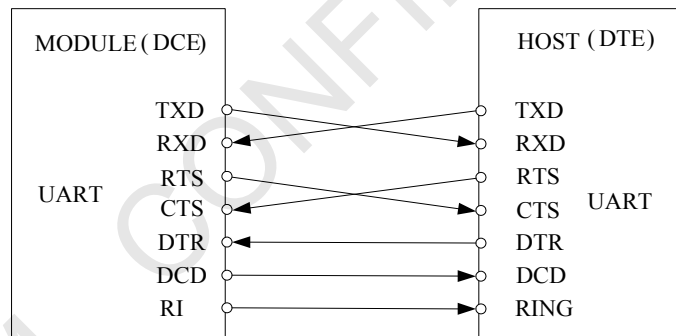 MODULE (DCE)
HOST (DTE)
TXD
TXD
RXD
RXD
RTS
RTS
UART
UART
CTS
CTS
DTR
DTR
DCD
DCD
RI
RING